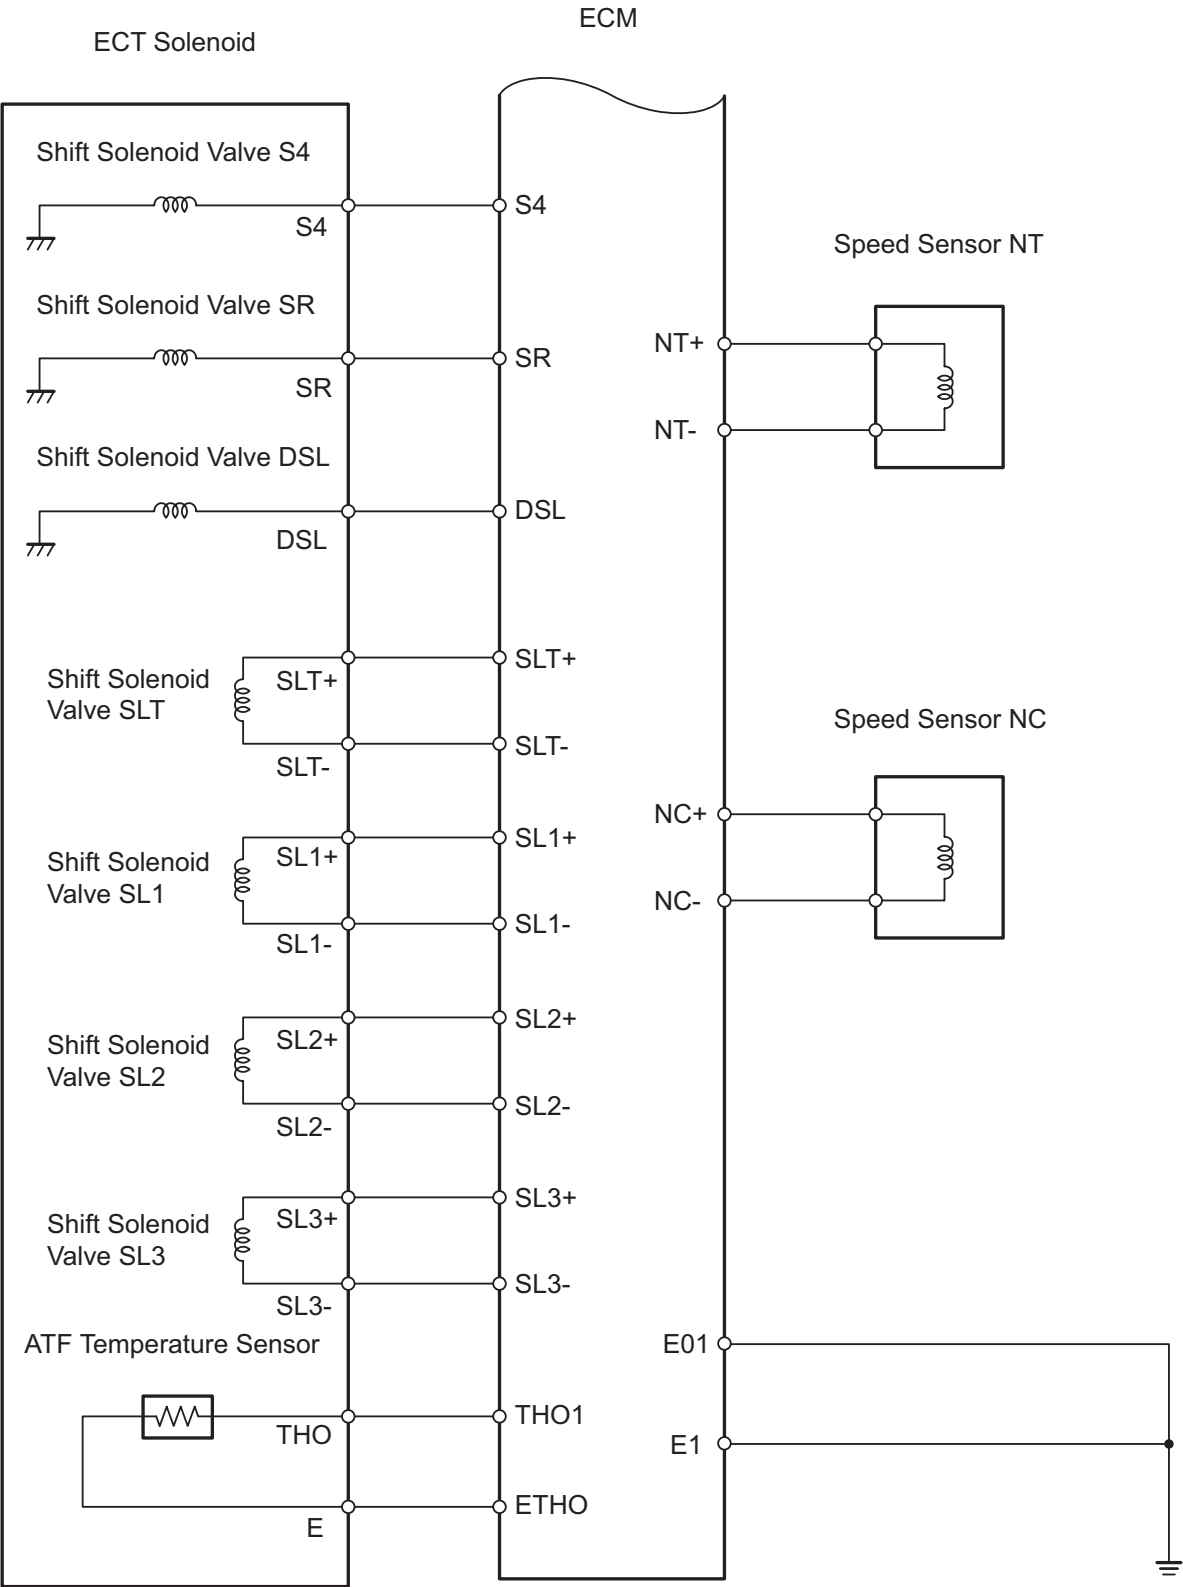 ECM
ECT Solenoid
Shift Solenoid Valve S4
S4
S4
Shift Solenoid Valve SR
SR
SR
Shift Solenoid Valve DSL
DSL
DSL
Shift Solenoid
Valve SLT
SLT+
SLT-
SLT+
SLT-
Shift Solenoid
Valve SL1
SL1+
SL1-
SL1+
SL1-
Shift Solenoid
Valve SL2
SL2+
SL2-
SL2+
SL2-
Shift Solenoid
Valve SL3
SL3+
SL3-
SL3+
SL3-
ATF Temperature Sensor
THO
E
THO1
ETHO
Speed Sensor NT
NT+
NT-
Speed Sensor NC
NC+
NC-
E01
E1